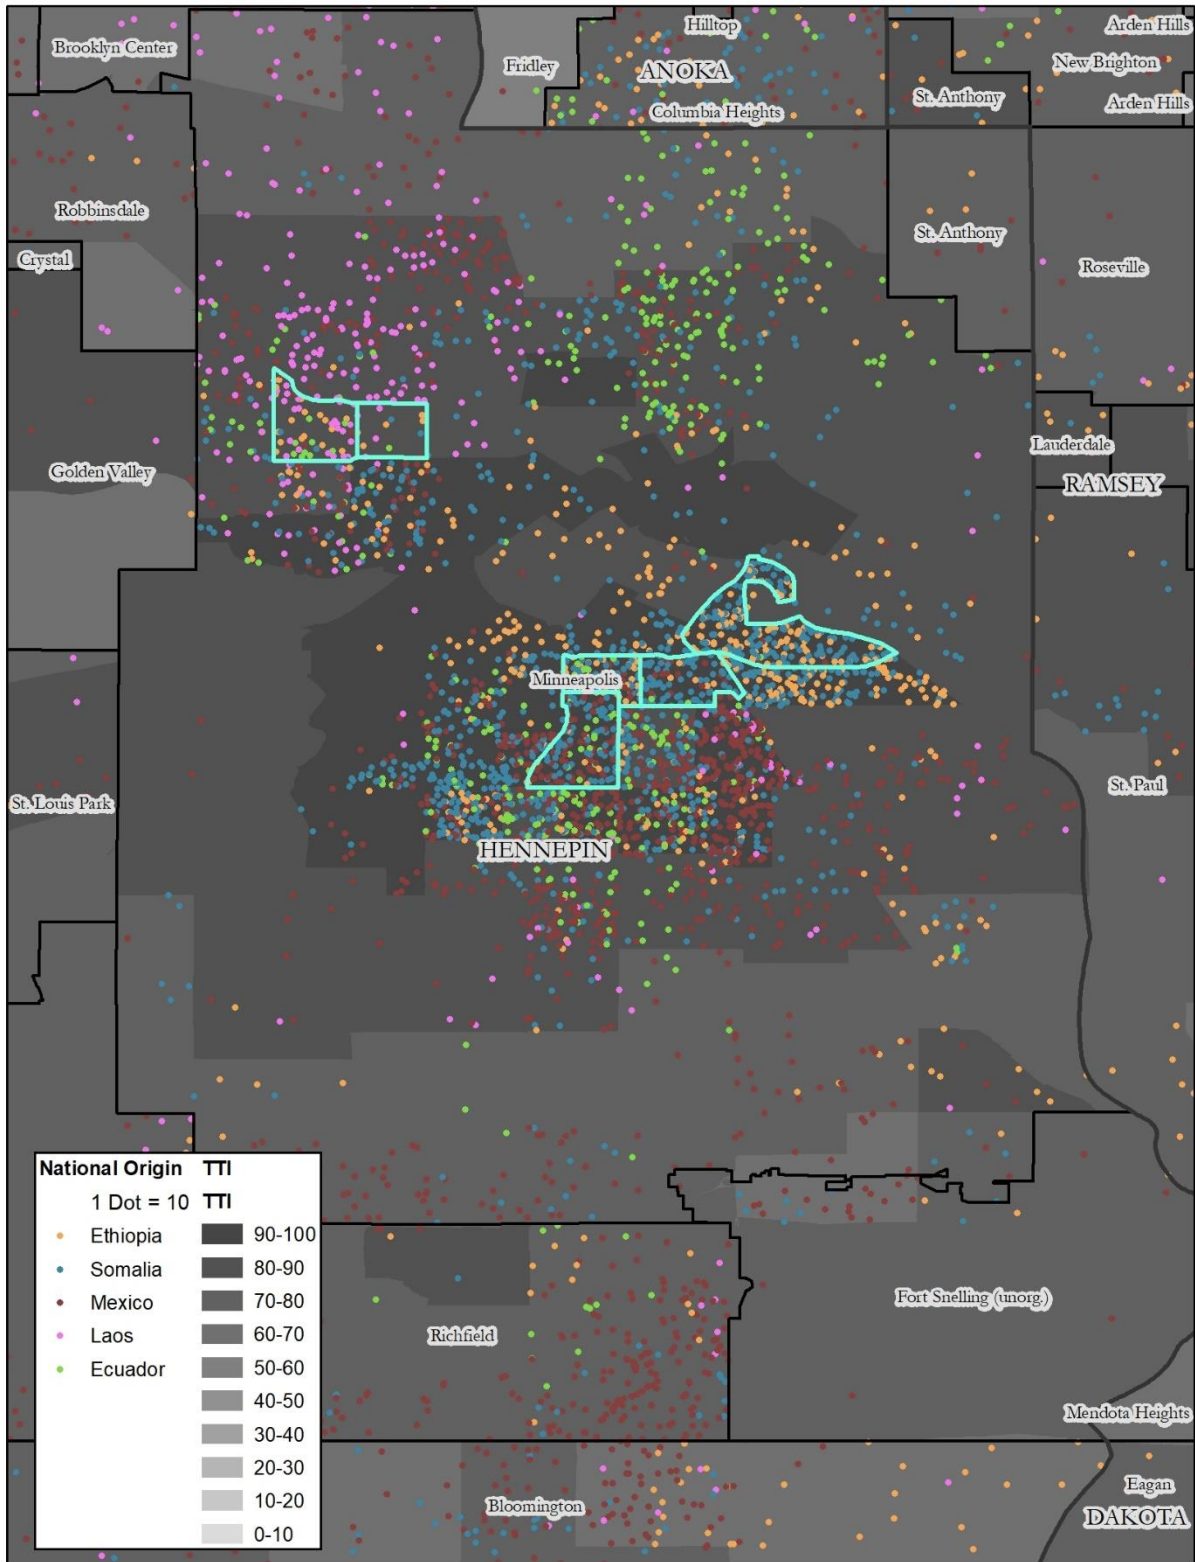 Hilltop
Arden Hills
Brooklyn Center
Fridley
ANOKA
New Brighton
St. Anthony
Arden Hills
Columbia Heights
Robbinsdale
St. Anthony
Crystal
Roseville
Lauderdale
Golden Valley
RAMSEY
Minneapolis
St. Louis Park
St. Paul
HENNEPIN
National Origin TTI
1 Dot = 10 TTI
Ethiopia 90-100
Somalia 80-90
Mexico 70-80
Laos 60-70
Ecuador 50-60
40-50
30-40
20-30
10-20
0-10
Fort Snelling (unorg.)
Richfield
Mendota Heights
Eagan
Bloomington
DAKOTA